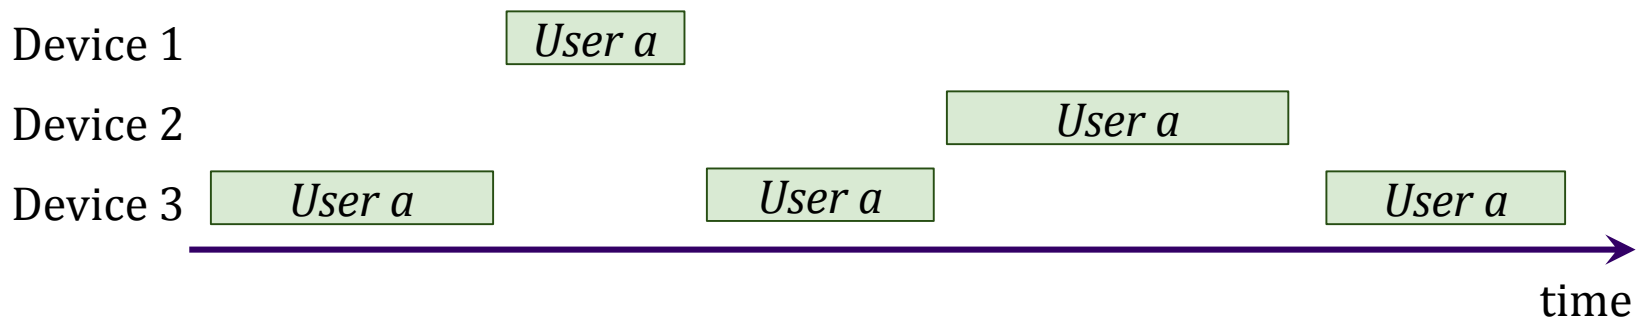 Device 1 User a
Device 2 User a
Device 3 User a User a User a
time